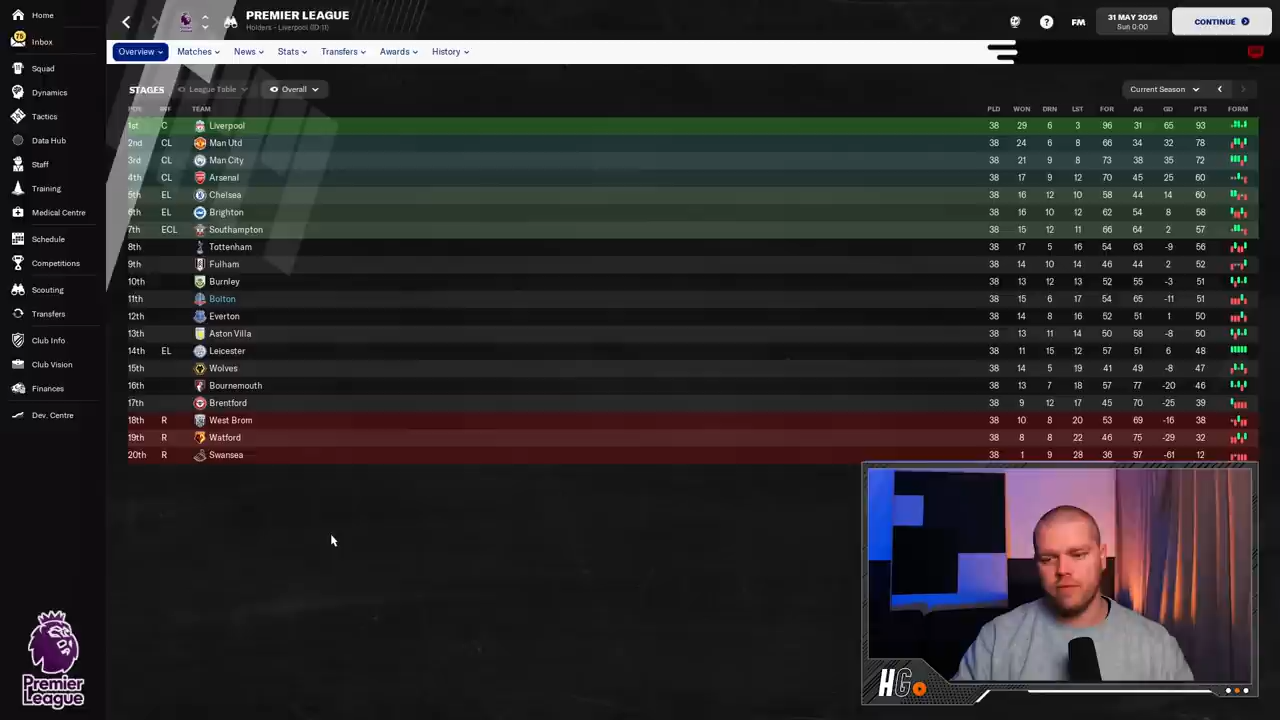 Home
PREMIER LEAGUE
Holders - Liverpool (ID:11)
FM
31 MAY 2026
Sun 0:00
CONTINUE
75
Inbox
Overview
Matches
News
Stats
Transfers
Awards
History
Squad
Dynamics
Tactics
Data Hub
Staff
Training
Medical Centre
Schedule
Competitions
Scouting
Transfers
Club Info
Club Vision
Finances
Dev. Centre
STAGES League Table Overall Current Season
POS INF TEAM PLD WON DRN LST FOR AG GD PTS FORM
1st C Liverpool 38 29 6 3 96 31 65 93
2nd CL Man Utd 38 24 6 8 66 34 32 78
3rd CL Man City 38 21 9 8 73 38 35 72
4th CL Arsenal 38 17 9 12 70 45 25 60
5th EL Chelsea 38 16 12 10 58 44 14 60
6th EL Brighton 38 16 10 12 62 54 8 58
7th ECL Southampton 38 15 12 11 66 64 2 57
8th Tottenham 38 17 5 16 54 63 -9 56
9th Fulham 38 14 10 14 46 44 2 52
10th Burnley 38 13 12 13 52 55 -3 51
11th Bolton 38 15 6 17 54 65 -11 51
12th Everton 38 14 8 16 52 51 1 50
13th Aston Villa 38 13 11 14 50 58 -8 50
14th EL Leicester 38 11 15 12 57 51 6 48
15th Wolves 38 14 5 19 41 49 -8 47
16th Bournemouth 38 13 7 18 57 77 -20 46
17th Brentford 38 9 12 17 45 70 -25 39
18th R West Brom 38 10 8 20 53 69 -16 38
19th R Watford 38 8 8 22 46 75 -29 32
20th R Swansea 38 1 9 28 36 97 -61 12
Premier
League
HG